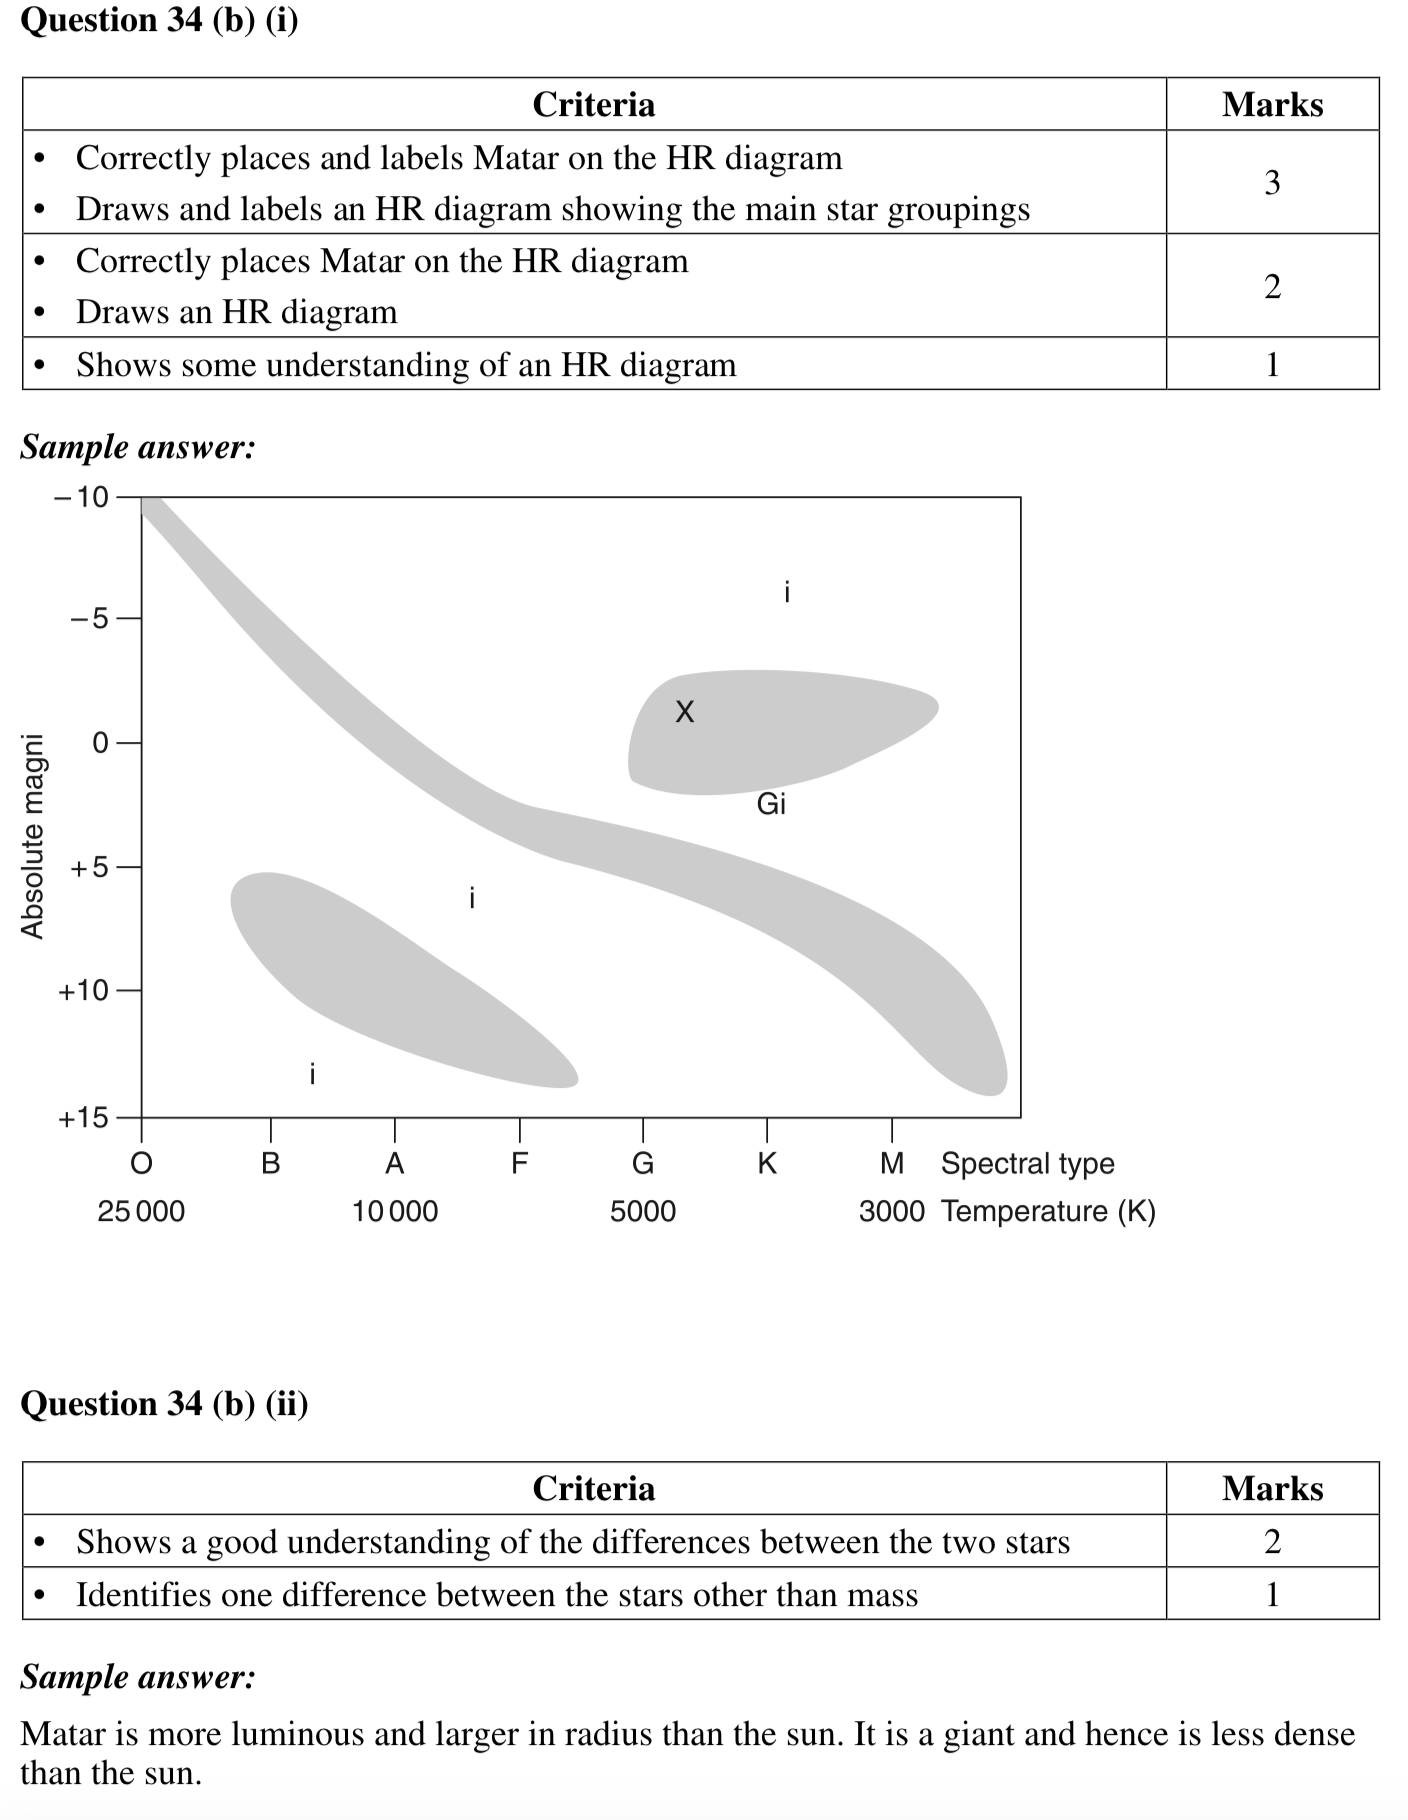 Question 34 (b) (i)
Criteria Marks
• Correctly places and labels Matar on the HR diagram
• Draws and labels an HR diagram showing the main star groupings
3
• Correctly places Matar on the HR diagram
• Draws an HR diagram
2
• Shows some understanding of an HR diagram 1
Sample answer:
–10
–5
0
+5
+10
+15
Absolute magni
i
X
Gi
i
i
O B A F G K M Spectral type
25 000 10 000 5000 3000 Temperature (K)
Question 34 (b) (ii)
Criteria Marks
• Shows a good understanding of the differences between the two stars 2
• Identifies one difference between the stars other than mass 1
Sample answer:
Matar is more luminous and larger in radius than the sun. It is a giant and hence is less dense
than the sun.